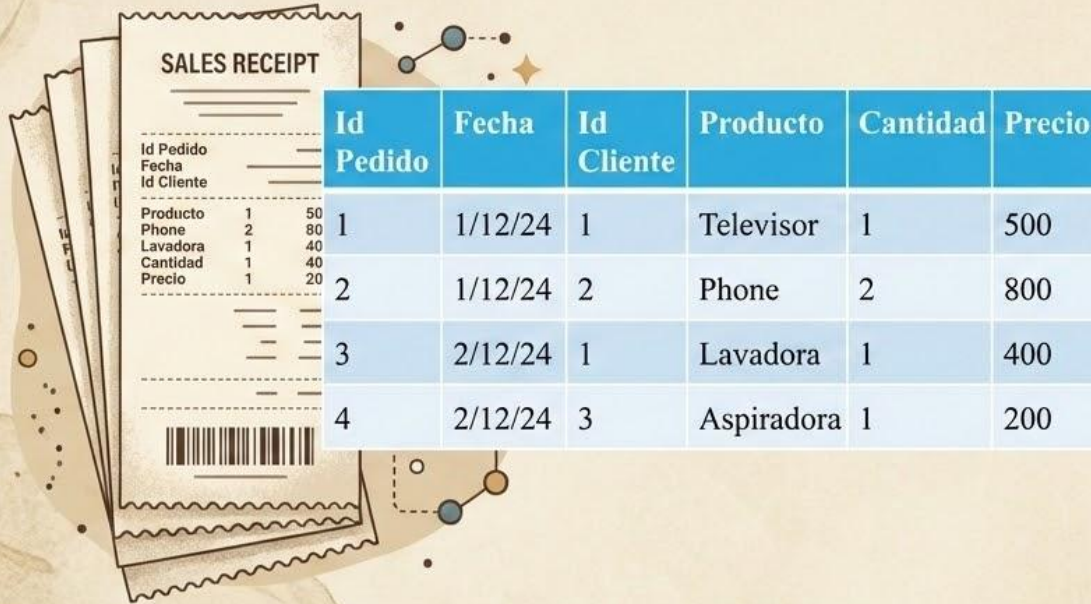 SALES RECEIPT
Id Pedido
Fecha
Id Cliente
Producto 1 50
Phone 2 80
Lavadora 1 40
Cantidad 1 40
Precio 1 20
Id Pedido Fecha Id Cliente Producto Cantidad Precio
1 1/12/24 1 Televisor 1 500
2 1/12/24 2 Phone 2 800
3 2/12/24 1 Lavadora 1 400
4 2/12/24 3 Aspiradora 1 200